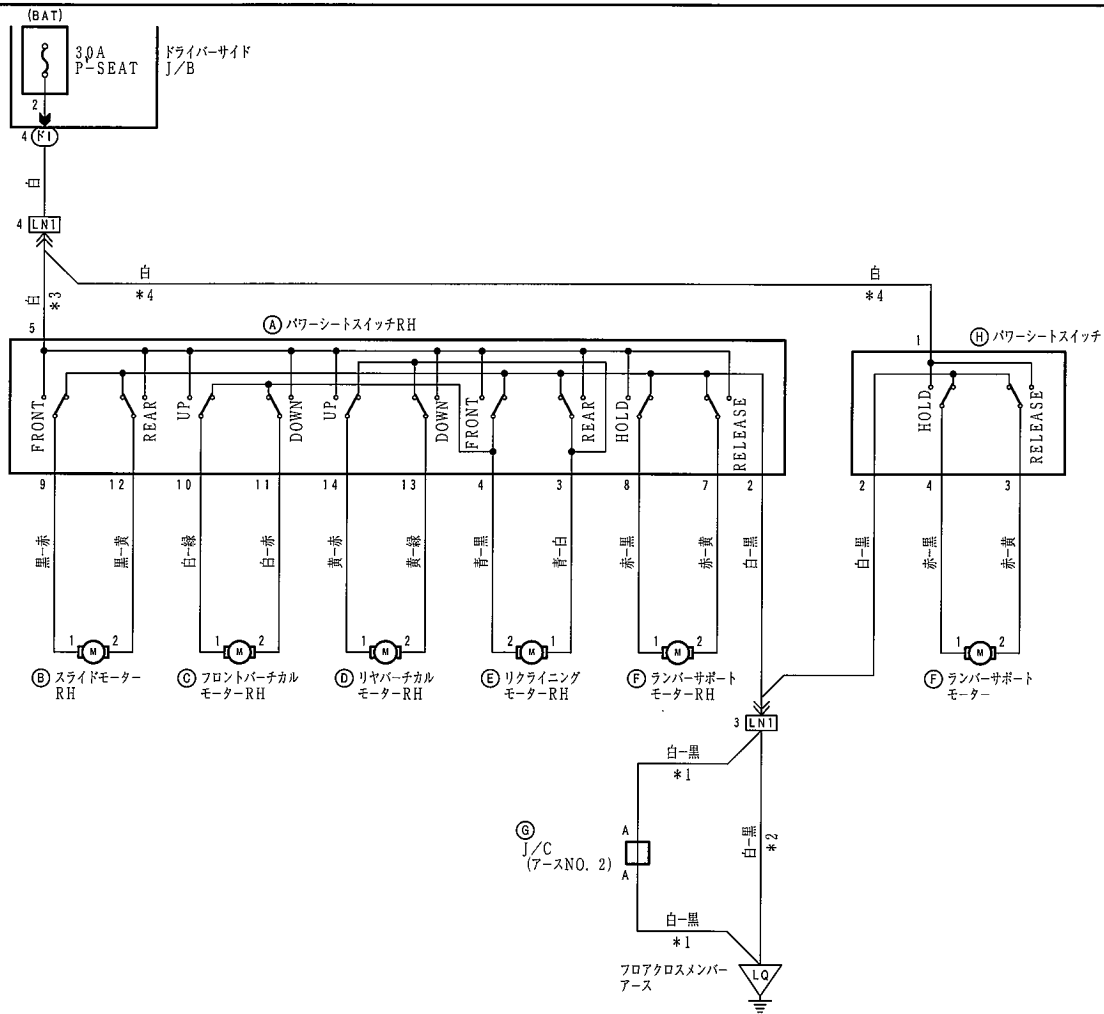 (BAT)
30A
P-SEAT
ドライバーサイド
J/B
2
4 ド1
白
4 LN1
白
*4
白
*4
白
*3
5
Ⓐ パワーシートスイッチRH
1
Ⓗ パワーシートスイッチ
FRONT
REAR
UP
DOWN
UP
DOWN
FRONT
REAR
HOLD
RELEASE
HOLD
RELEASE
9 12 10 11 14 13 4 3 8 7 2 2 4 3
黒-赤
黒-黄
白-緑
白-赤
黄-赤
黄-緑
青-黒
青-白
赤-黒
赤-黄
白-黒
白-黒
赤-黒
赤-黄
1 M 2
1 M 2
1 M 2
2 M 1
1 M 2
1 M 2
Ⓑ スライドモーター
RH
Ⓒ フロントバーチカル
モーターRH
Ⓓ リヤバーチカル
モーターRH
Ⓔ リクライニング
モーターRH
Ⓕ ランバーサポート
モーターRH
Ⓕ ランバーサポート
モーター
3 LN1
白-黒
*1
Ⓖ
J/C
(アースNO. 2)
A
A
白-黒
*2
白-黒
*1
フロアクロスメンバー
アース
LQ